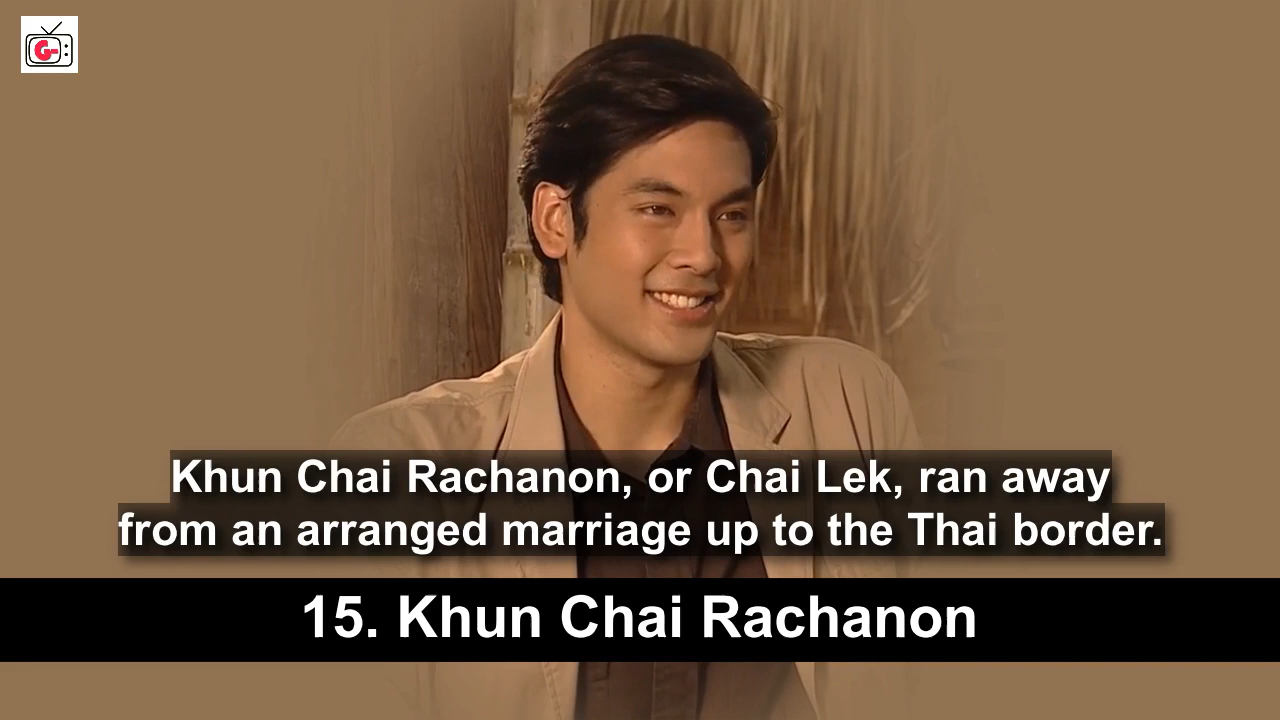 G-
Khun Chai Rachanon, or Chai Lek, ran away
from an arranged marriage up to the Thai border.
15. Khun Chai Rachanon